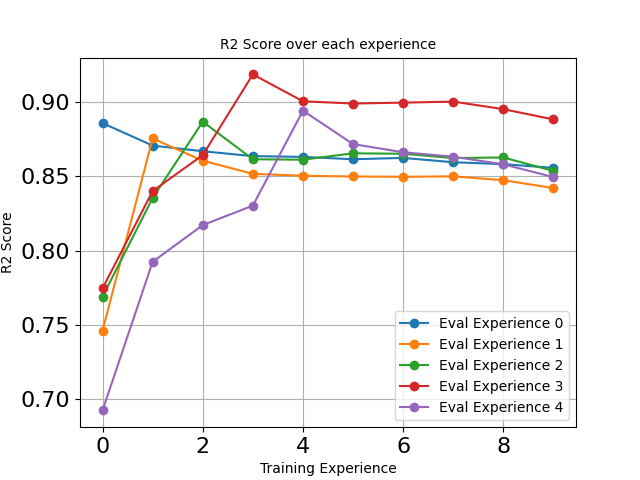 R2 Score over each experience
0.90
0.85
0.80
0.75
0.70
R2 Score
Eval Experience 0
Eval Experience 1
Eval Experience 2
Eval Experience 3
Eval Experience 4
0 2 4 6 8
Training Experience